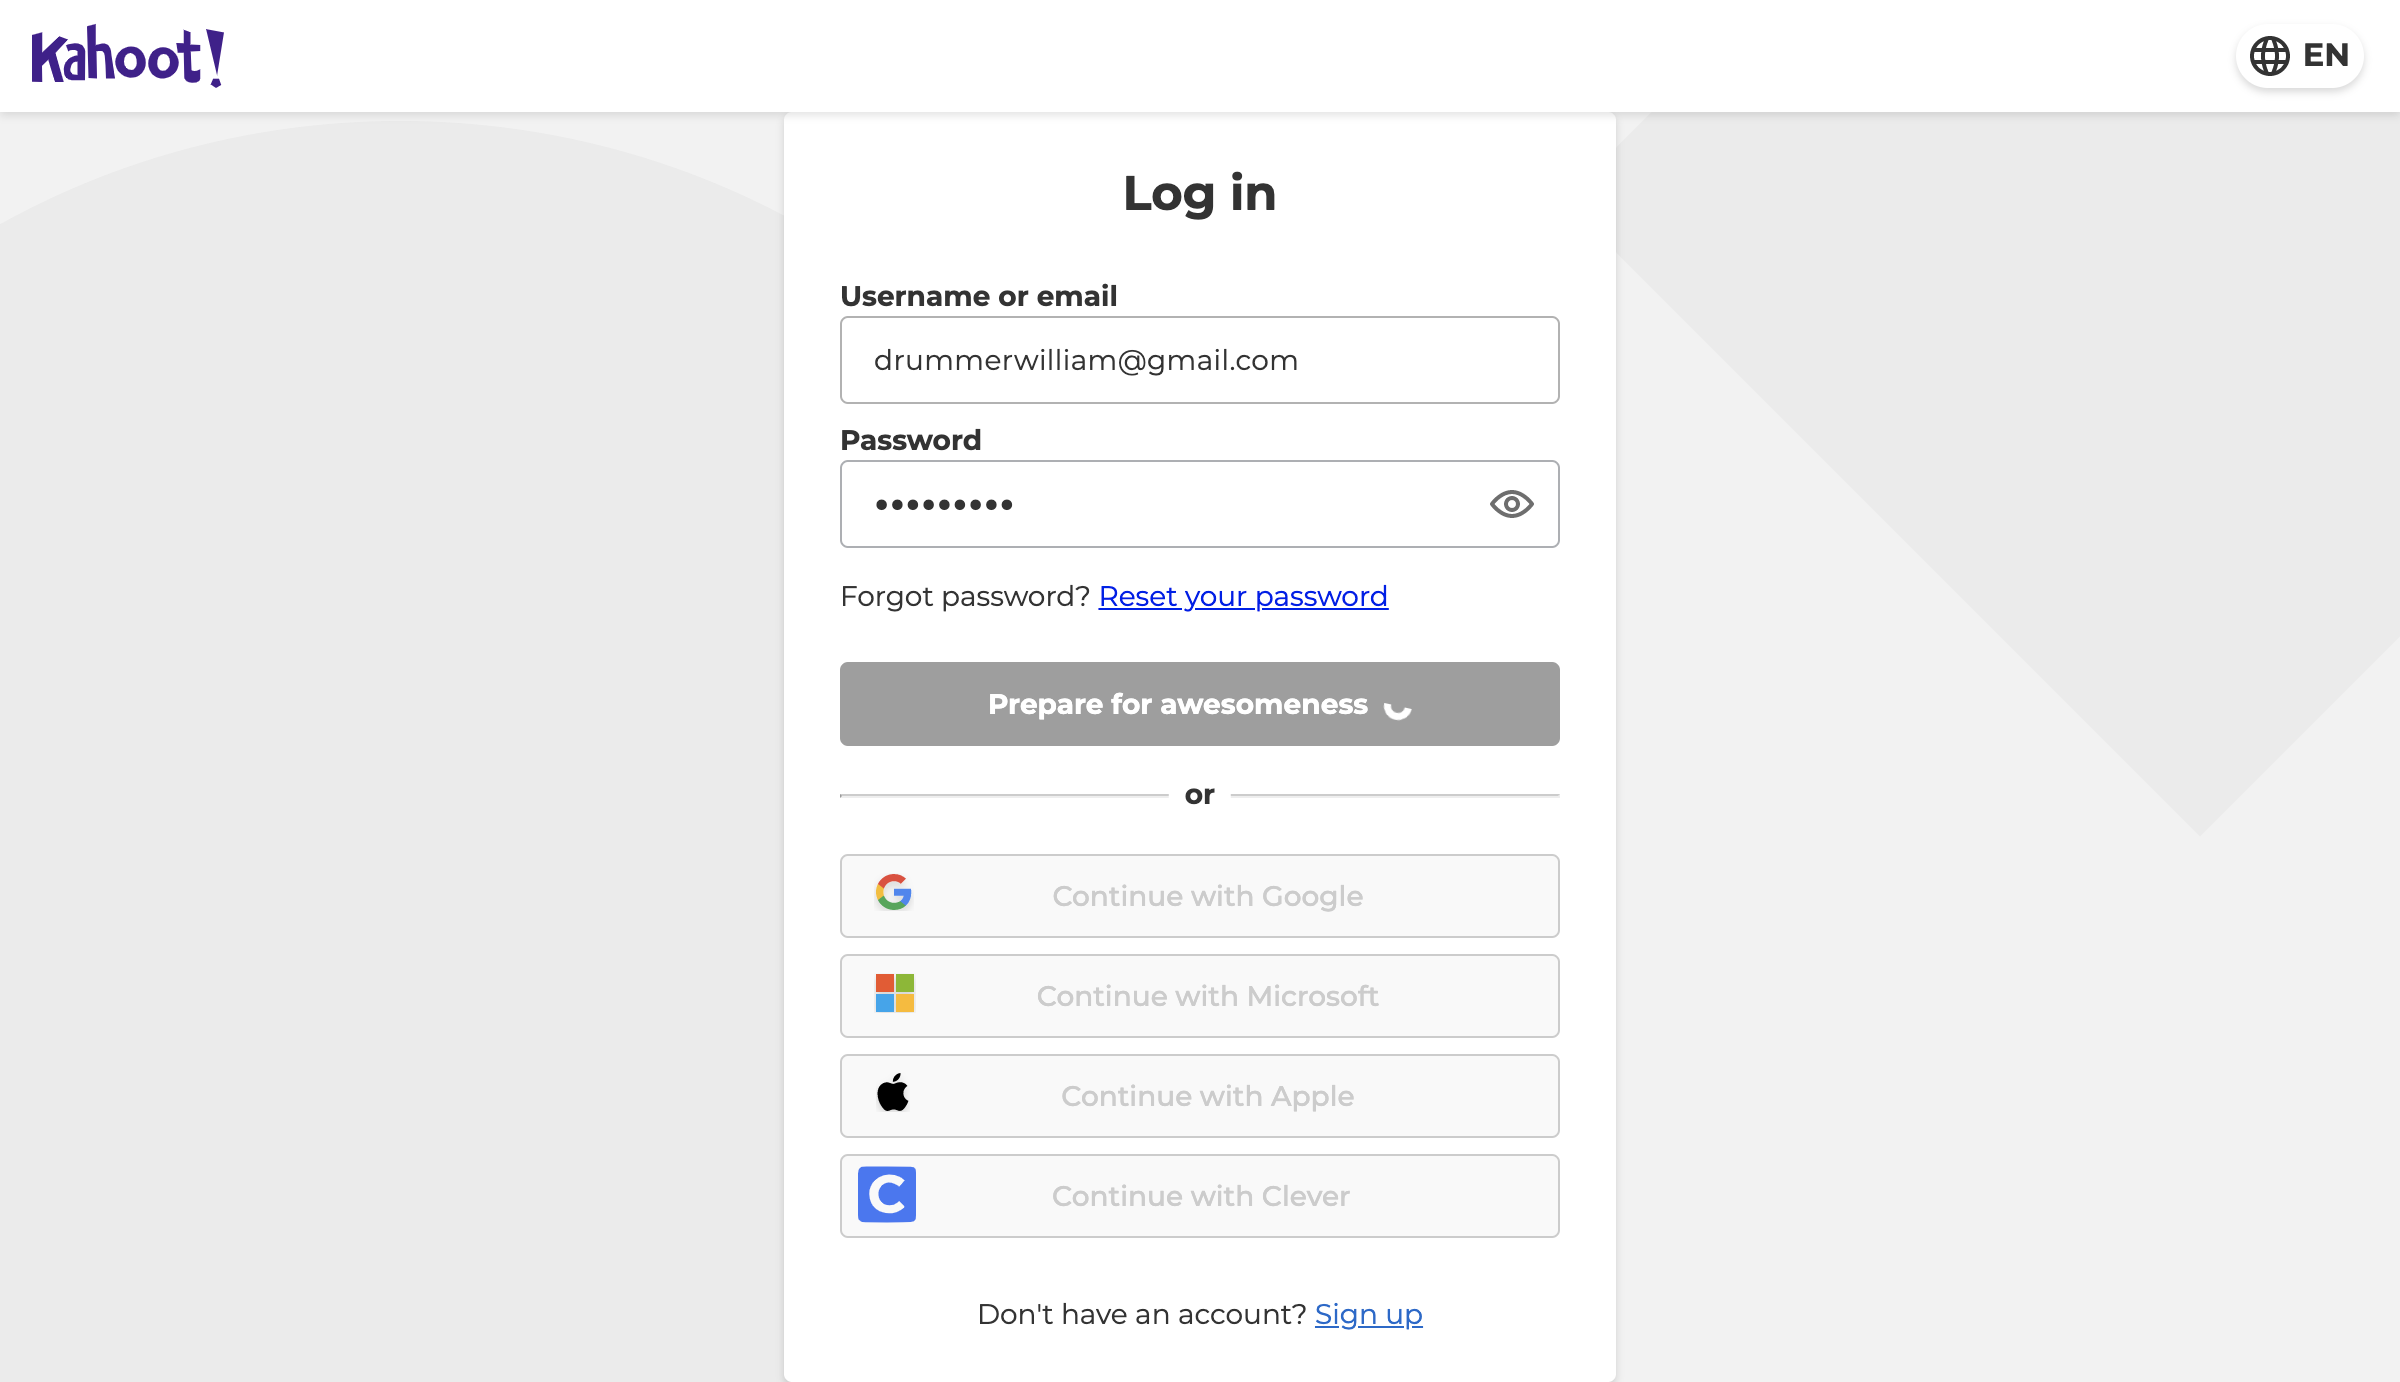 Kahoot!
EN
Log in
Username or email
drummerwilliam@gmail.com
Password
•••••••••
Forgot password? Reset your password
Prepare for awesomeness
or
Continue with Google
Continue with Microsoft
Continue with Apple
Continue with Clever
Don't have an account? Sign up